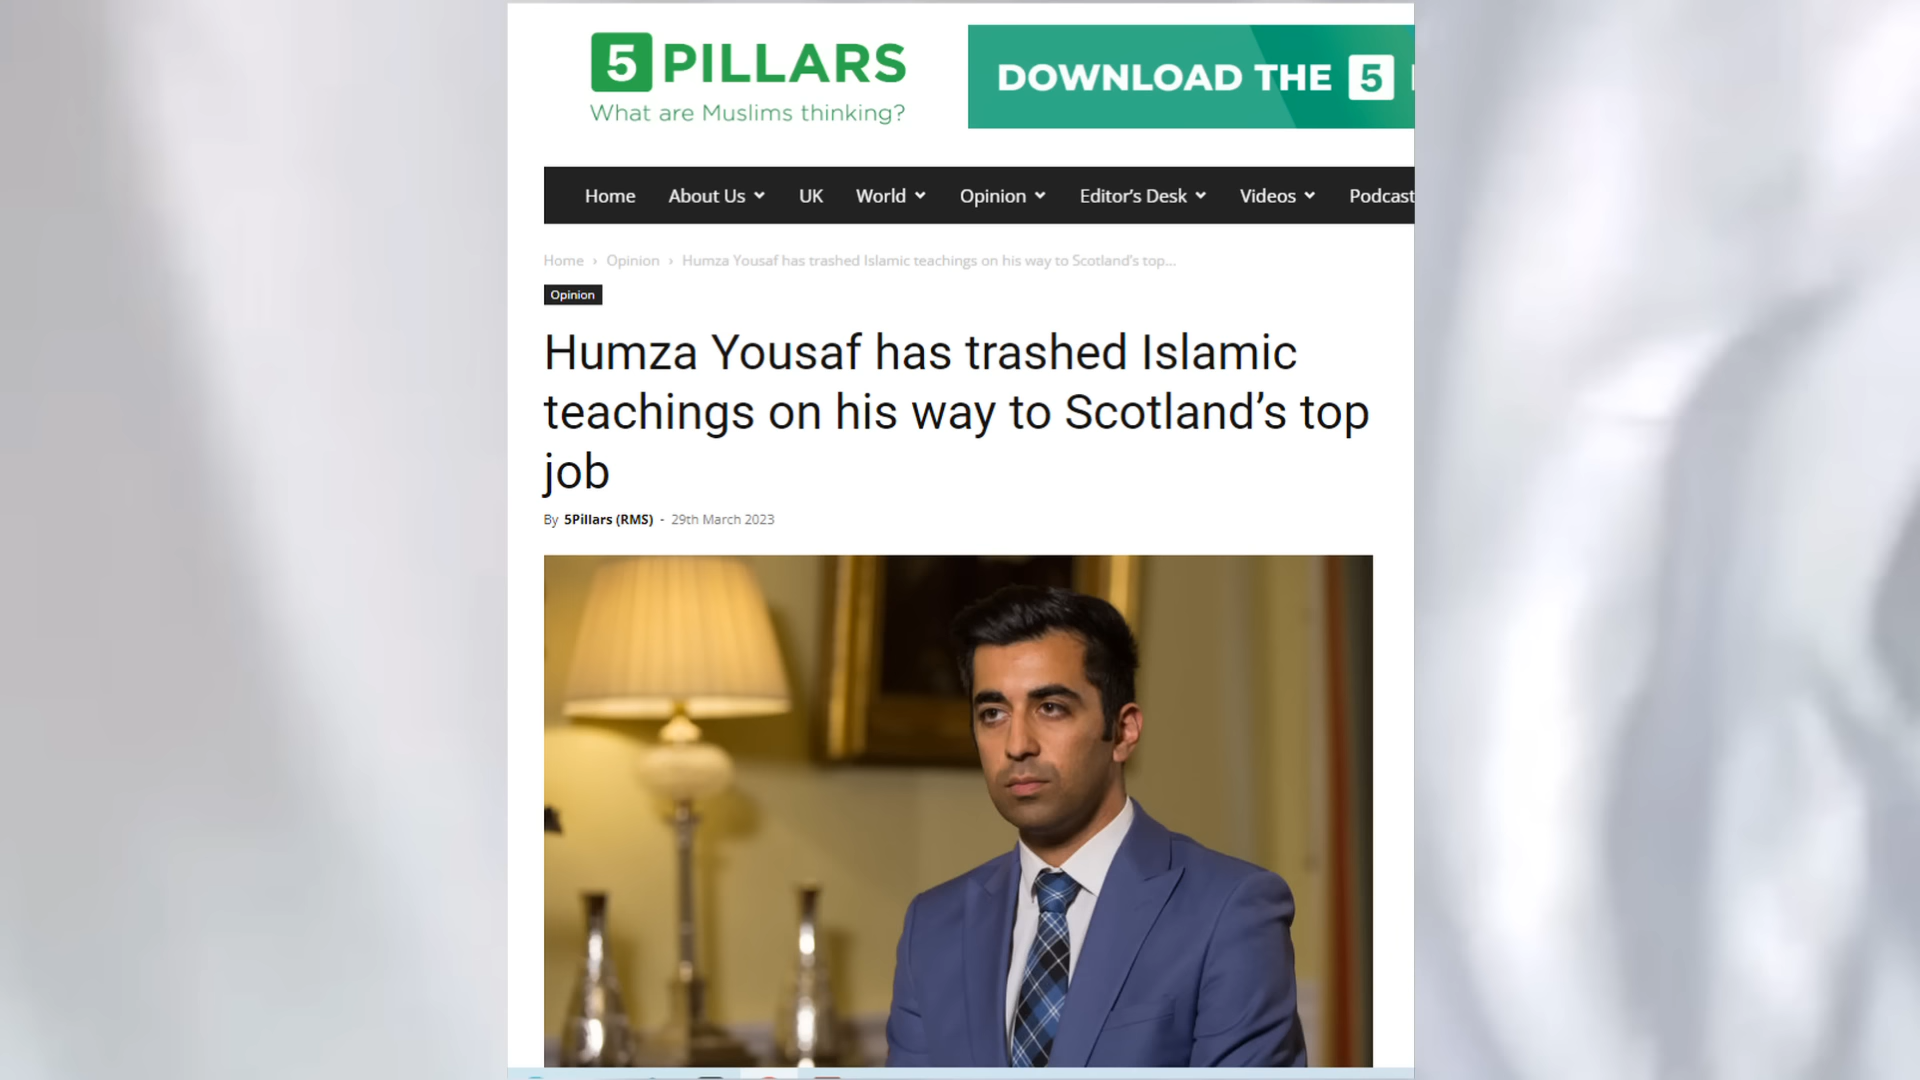 5 PILLARS
What are Muslims thinking?
DOWNLOAD THE 5
Home About Us UK World Opinion Editor's Desk Videos Podcast
Home › Opinion › Humza Yousaf has trashed Islamic teachings on his way to Scotland's top...
Opinion
Humza Yousaf has trashed Islamic
teachings on his way to Scotland’s top
job
By 5Pillars (RMS) - 29th March 2023